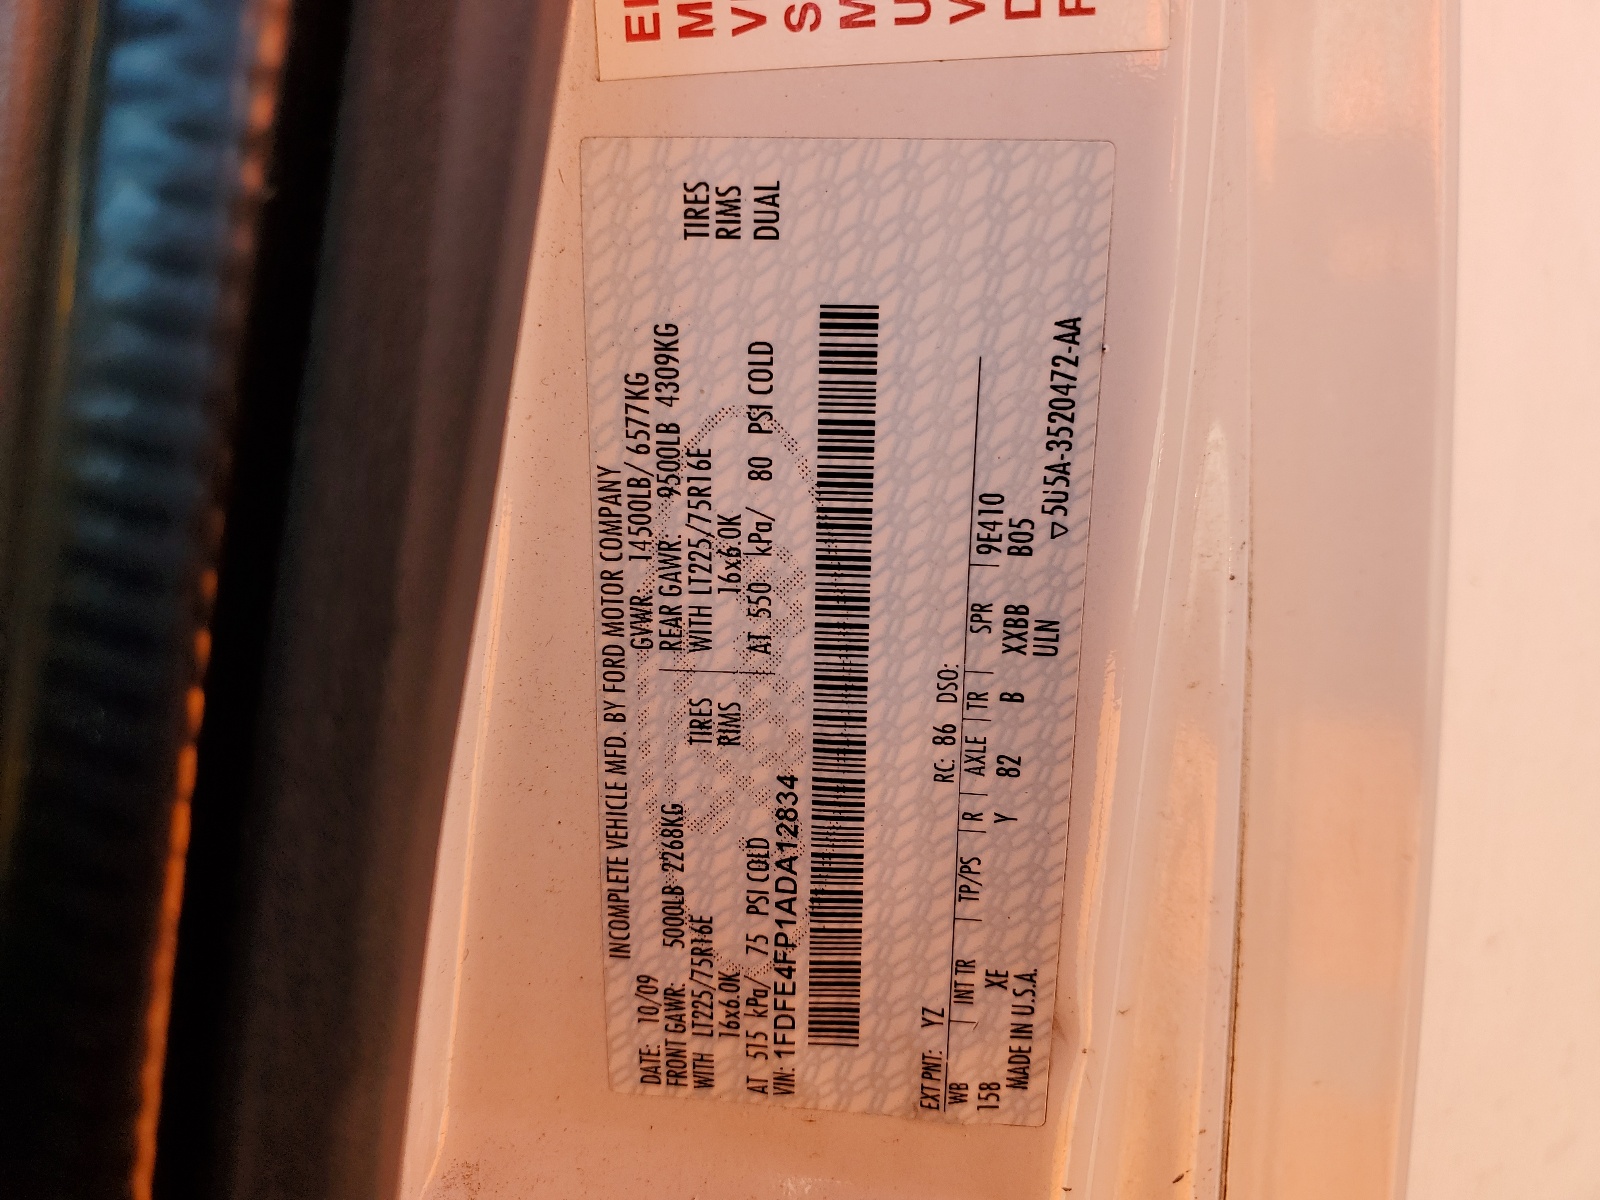 INCOMPLETE VEHICLE MFD. BY FORD MOTOR COMPANY
DATE: 10/09 GVWR: 14500LB/ 6577KG
FRONT GAWR: 5000LB 2268KG REAR GAWR: 9500LB 4309KG
WITH LT225/75R16E TIRES WITH LT225/75R16E TIRES
16x6.0K RIMS 16x6.0K RIMS
AT 515 kPa/ 75 PSI COLD AT 550 kPa/ 80 PSI COLD DUAL
VIN: 1FDFE4FP1ADA12834
EXT PNT: YZ RC: 86 DSO:
WB | INT TR | TP/PS | R | AXLE | TR | SPR | 9E410
158 XE Y 82 B XXBB B05
MADE IN U.S.A. ULN
▽5U5A-3520472-AA